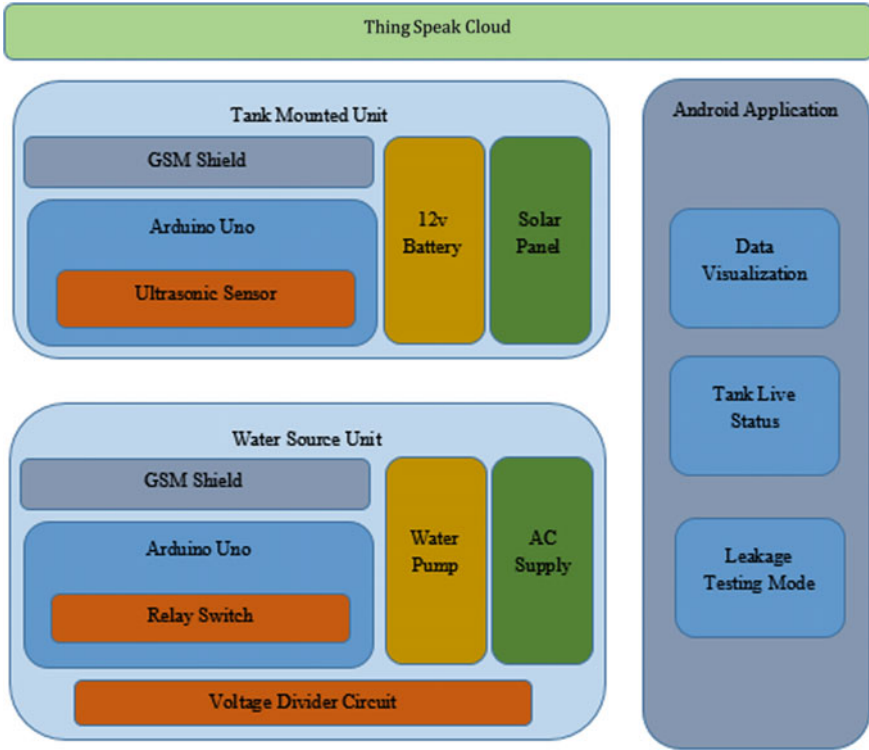 Thing Speak Cloud
Tank Mounted Unit
GSM Shield
Arduino Uno
Ultrasonic Sensor
12v
Battery
Solar
Panel
Water Source Unit
GSM Shield
Arduino Uno
Relay Switch
Water
Pump
AC
Supply
Voltage Divider Circuit
Android Application
Data
Visualization
Tank Live
Status
Leakage
Testing Mode